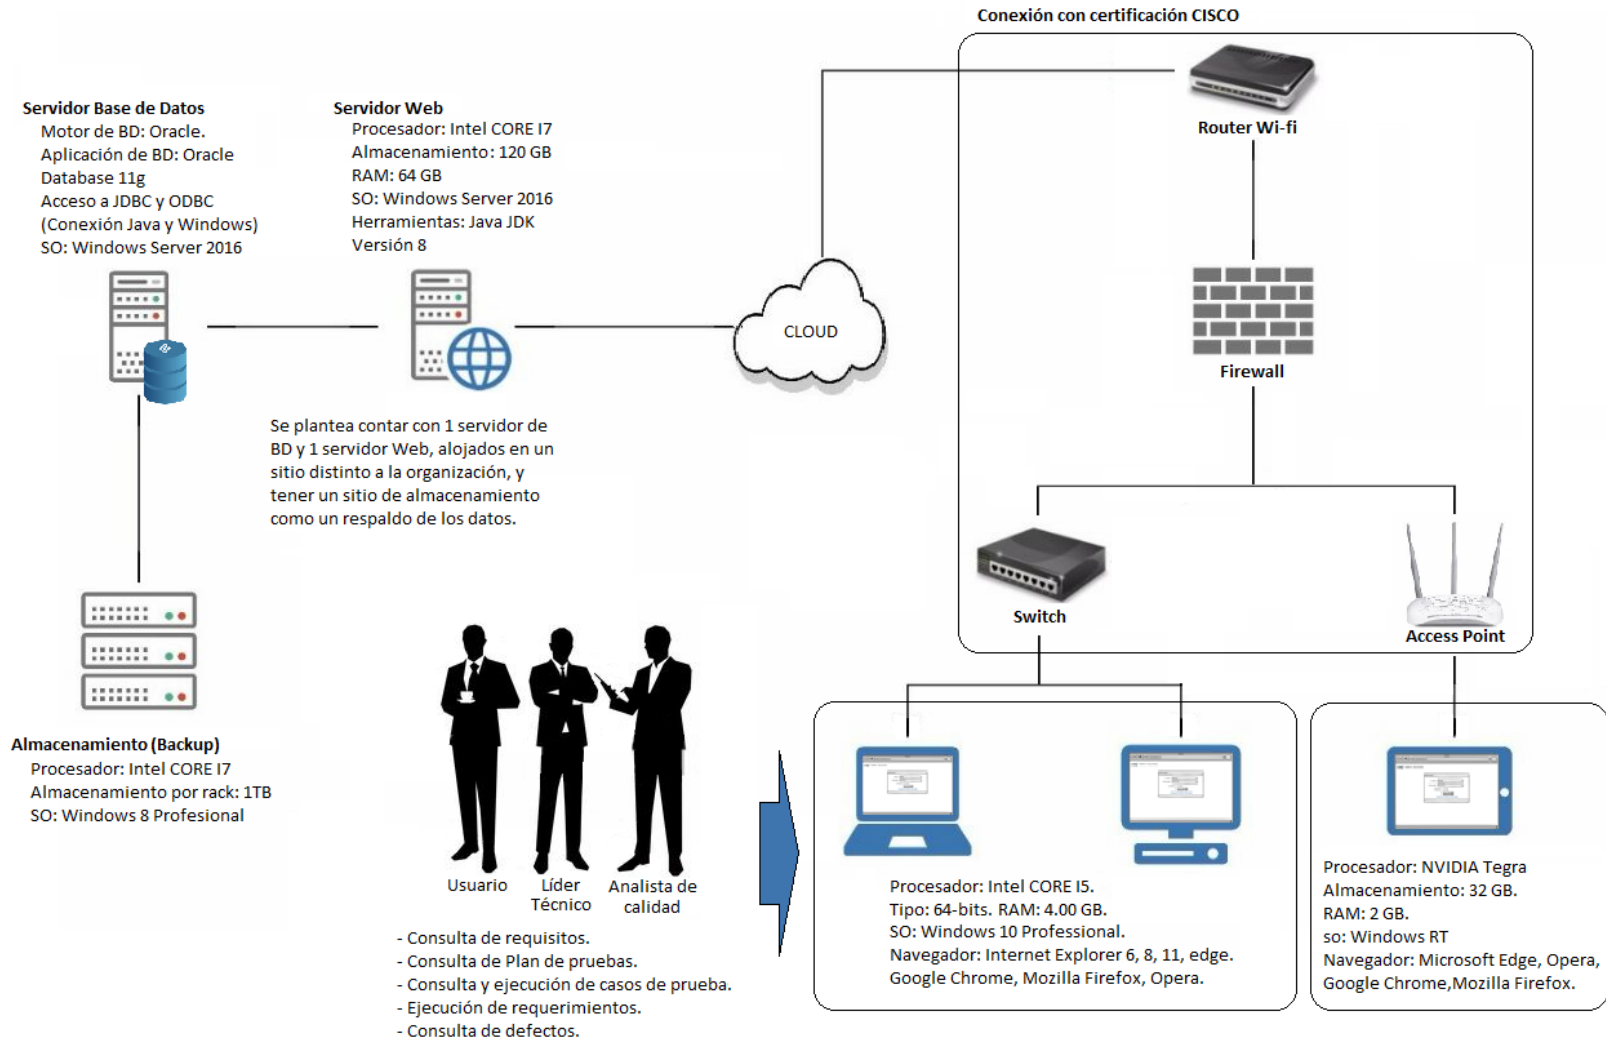 Conexión con certificación CISCO
Router Wi-fi
Servidor Base de Datos
Motor de BD: Oracle.
Aplicación de BD: Oracle
Database 11g
Acceso a JDBC y ODBC
(Conexión Java y Windows)
SO: Windows Server 2016
Servidor Web
Procesador: Intel CORE I7
Almacenamiento: 120 GB
RAM: 64 GB
SO: Windows Server 2016
Herramientas: Java JDK
Versión 8
CLOUD
Firewall
Se plantea contar con 1 servidor de
BD y 1 servidor Web, alojados en un
sitio distinto a la organización, y
tener un sitio de almacenamiento
como un respaldo de los datos.
Switch
Access Point
Almacenamiento (Backup)
Procesador: Intel CORE I7
Almacenamiento por rack: 1TB
SO: Windows 8 Profesional
Usuario
Líder
Técnico
Analista de
calidad
- Consulta de requisitos.
- Consulta de Plan de pruebas.
- Consulta y ejecución de casos de prueba.
- Ejecución de requerimientos.
- Consulta de defectos.
Procesador: Intel CORE I5.
Tipo: 64-bits. RAM: 4.00 GB.
SO: Windows 10 Professional.
Navegador: Internet Explorer 6, 8, 11, edge.
Google Chrome, Mozilla Firefox, Opera.
Procesador: NVIDIA Tegra
Almacenamiento: 32 GB.
RAM: 2 GB.
so: Windows RT
Navegador: Microsoft Edge, Opera,
Google Chrome,Mozilla Firefox.